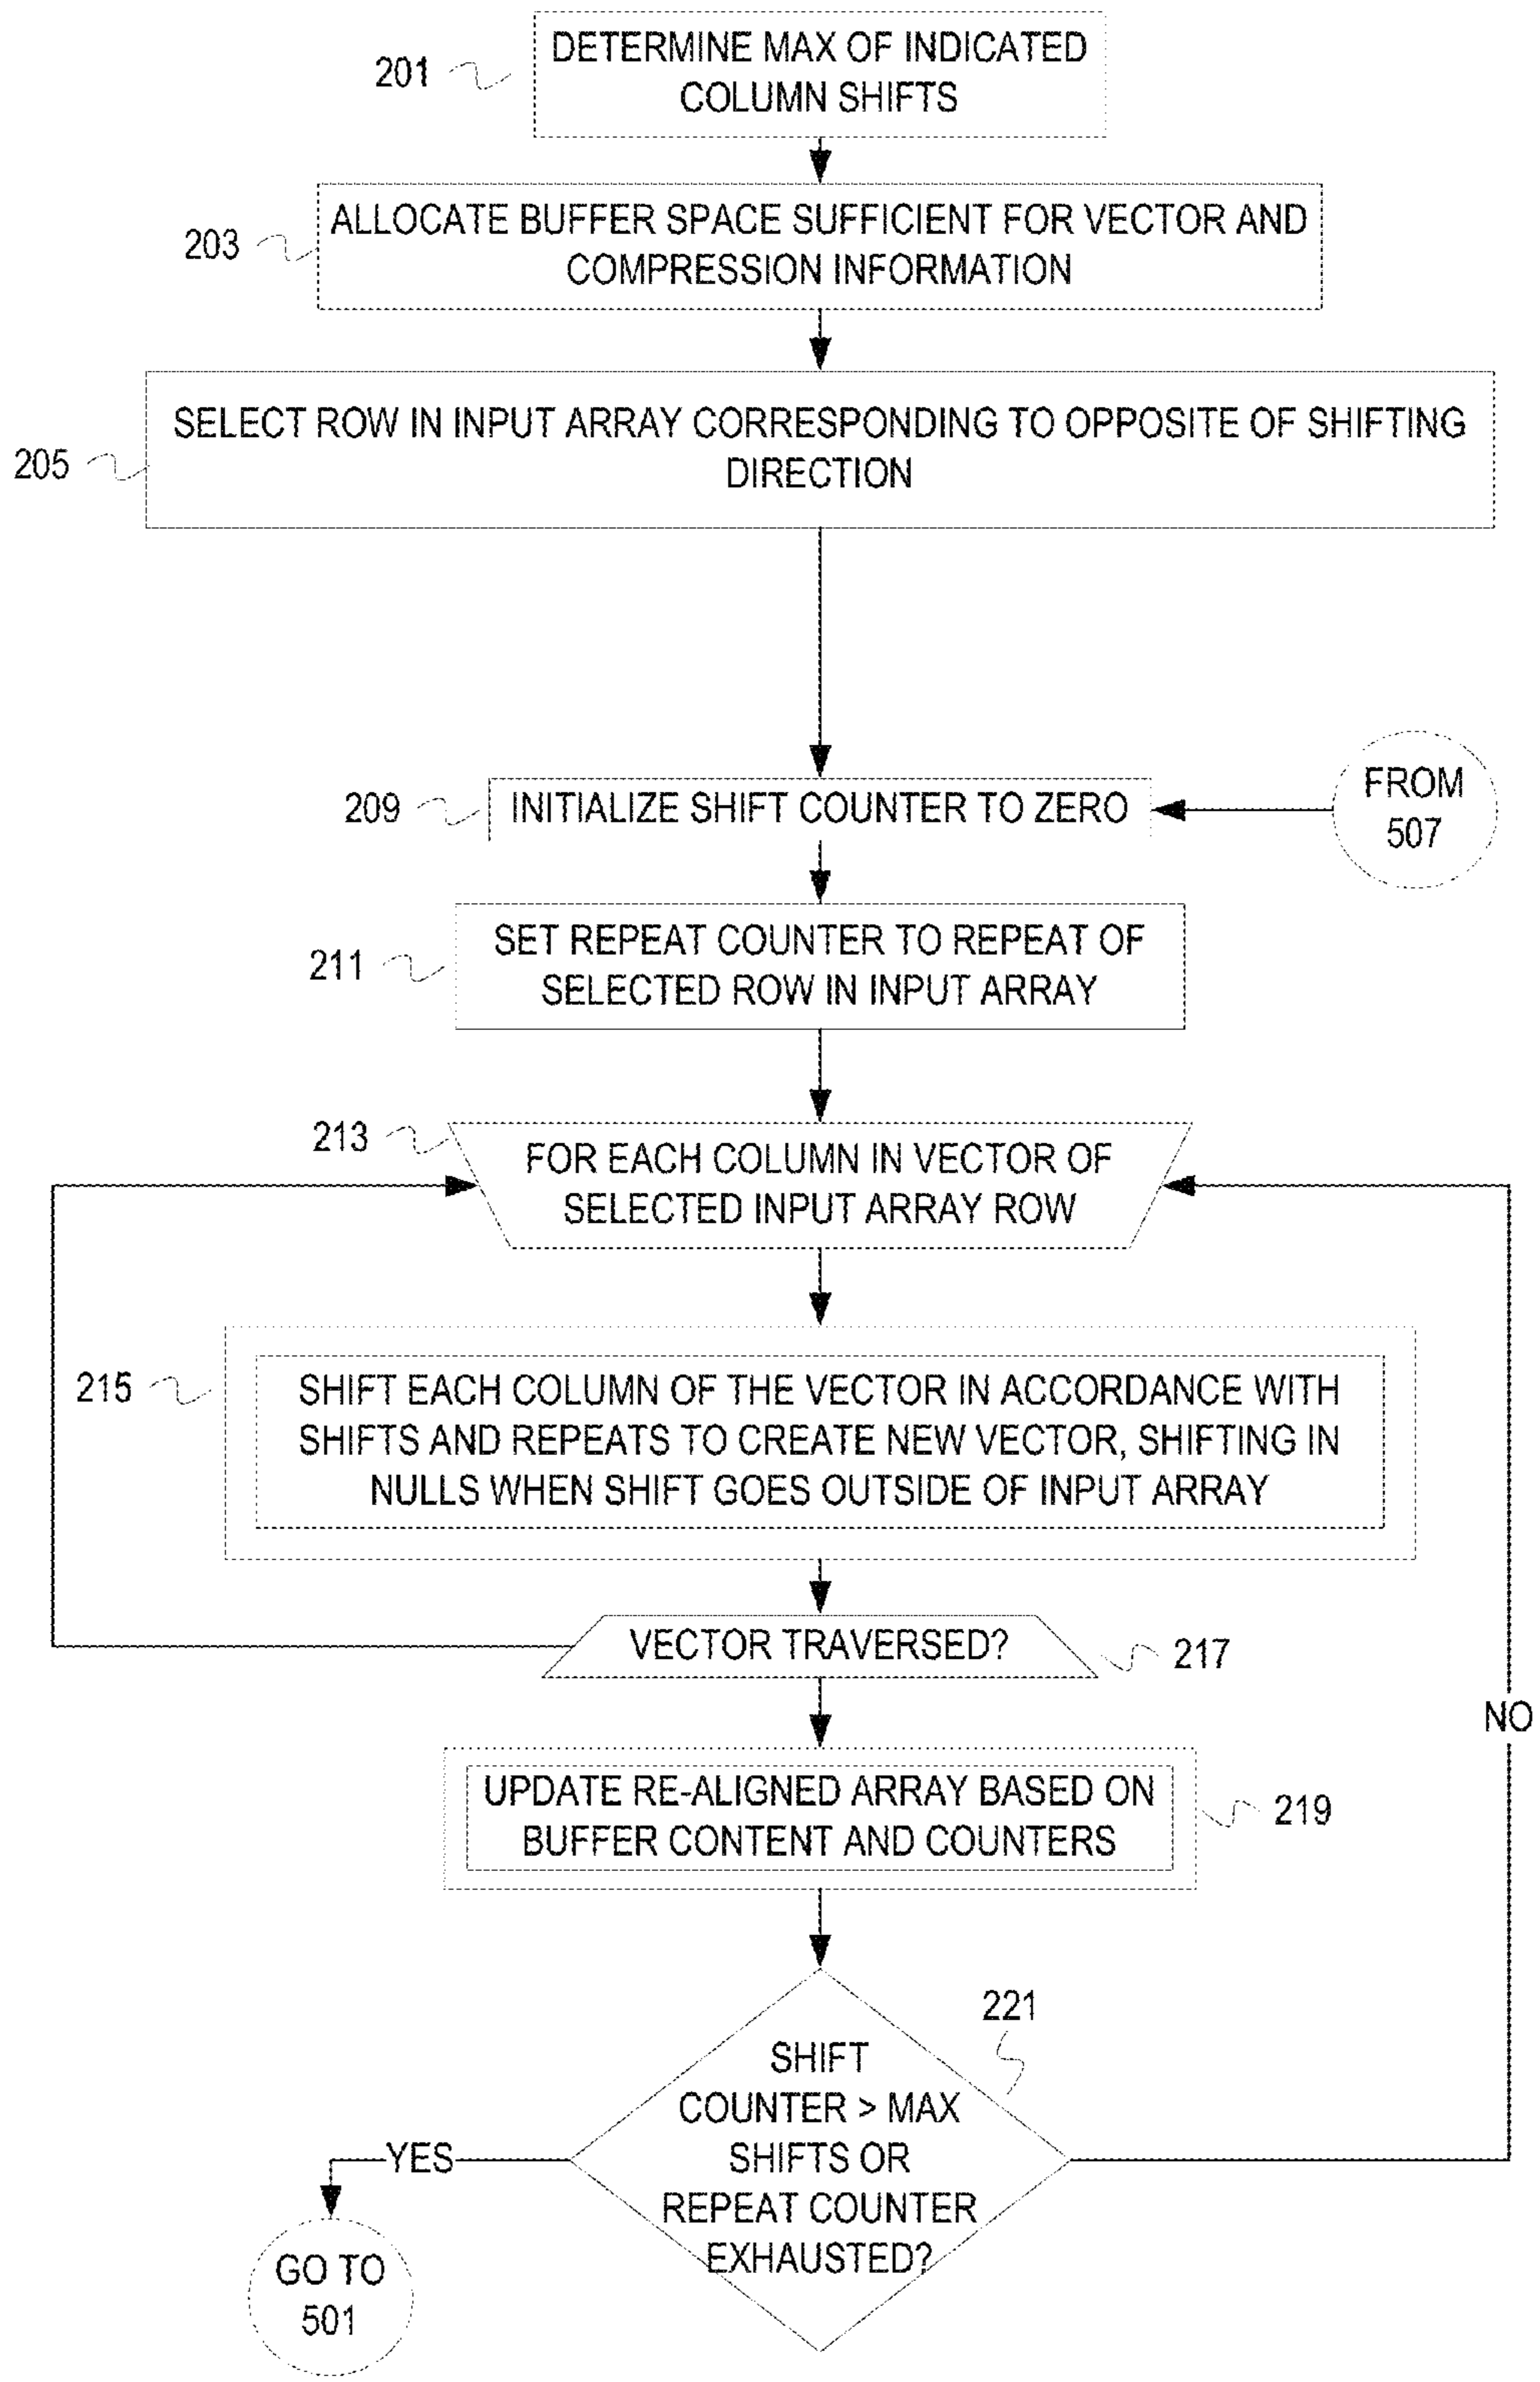 201
DETERMINE MAX OF INDICATED
COLUMN SHIFTS
203
ALLOCATE BUFFER SPACE SUFFICIENT FOR VECTOR AND
COMPRESSION INFORMATION
205
SELECT ROW IN INPUT ARRAY CORRESPONDING TO OPPOSITE OF SHIFTING
DIRECTION
209
INITIALIZE SHIFT COUNTER TO ZERO
FROM
507
211
SET REPEAT COUNTER TO REPEAT OF
SELECTED ROW IN INPUT ARRAY
213
FOR EACH COLUMN IN VECTOR OF
SELECTED INPUT ARRAY ROW
215
SHIFT EACH COLUMN OF THE VECTOR IN ACCORDANCE WITH
SHIFTS AND REPEATS TO CREATE NEW VECTOR, SHIFTING IN
NULLS WHEN SHIFT GOES OUTSIDE OF INPUT ARRAY
VECTOR TRAVERSED?
217
NO
UPDATE RE-ALIGNED ARRAY BASED ON
BUFFER CONTENT AND COUNTERS
219
221
SHIFT
COUNTER > MAX
SHIFTS OR
REPEAT COUNTER
EXHAUSTED?
YES
GO TO
501